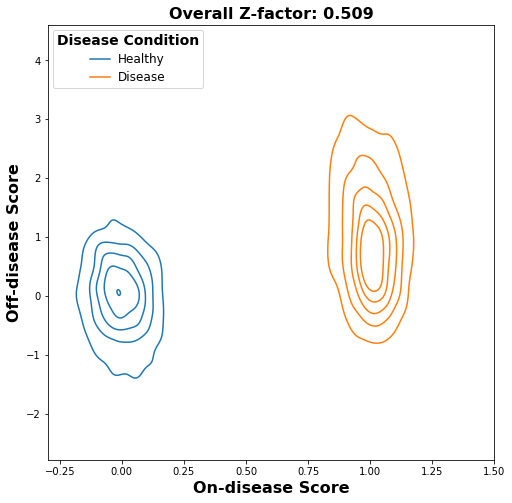 Overall Z-factor: 0.509
Disease Condition
Healthy
Disease
Off-disease Score
4
3
2
1
0
−1
−2
−0.25 0.00 0.25 0.50 0.75 1.00 1.25 1.50
On-disease Score